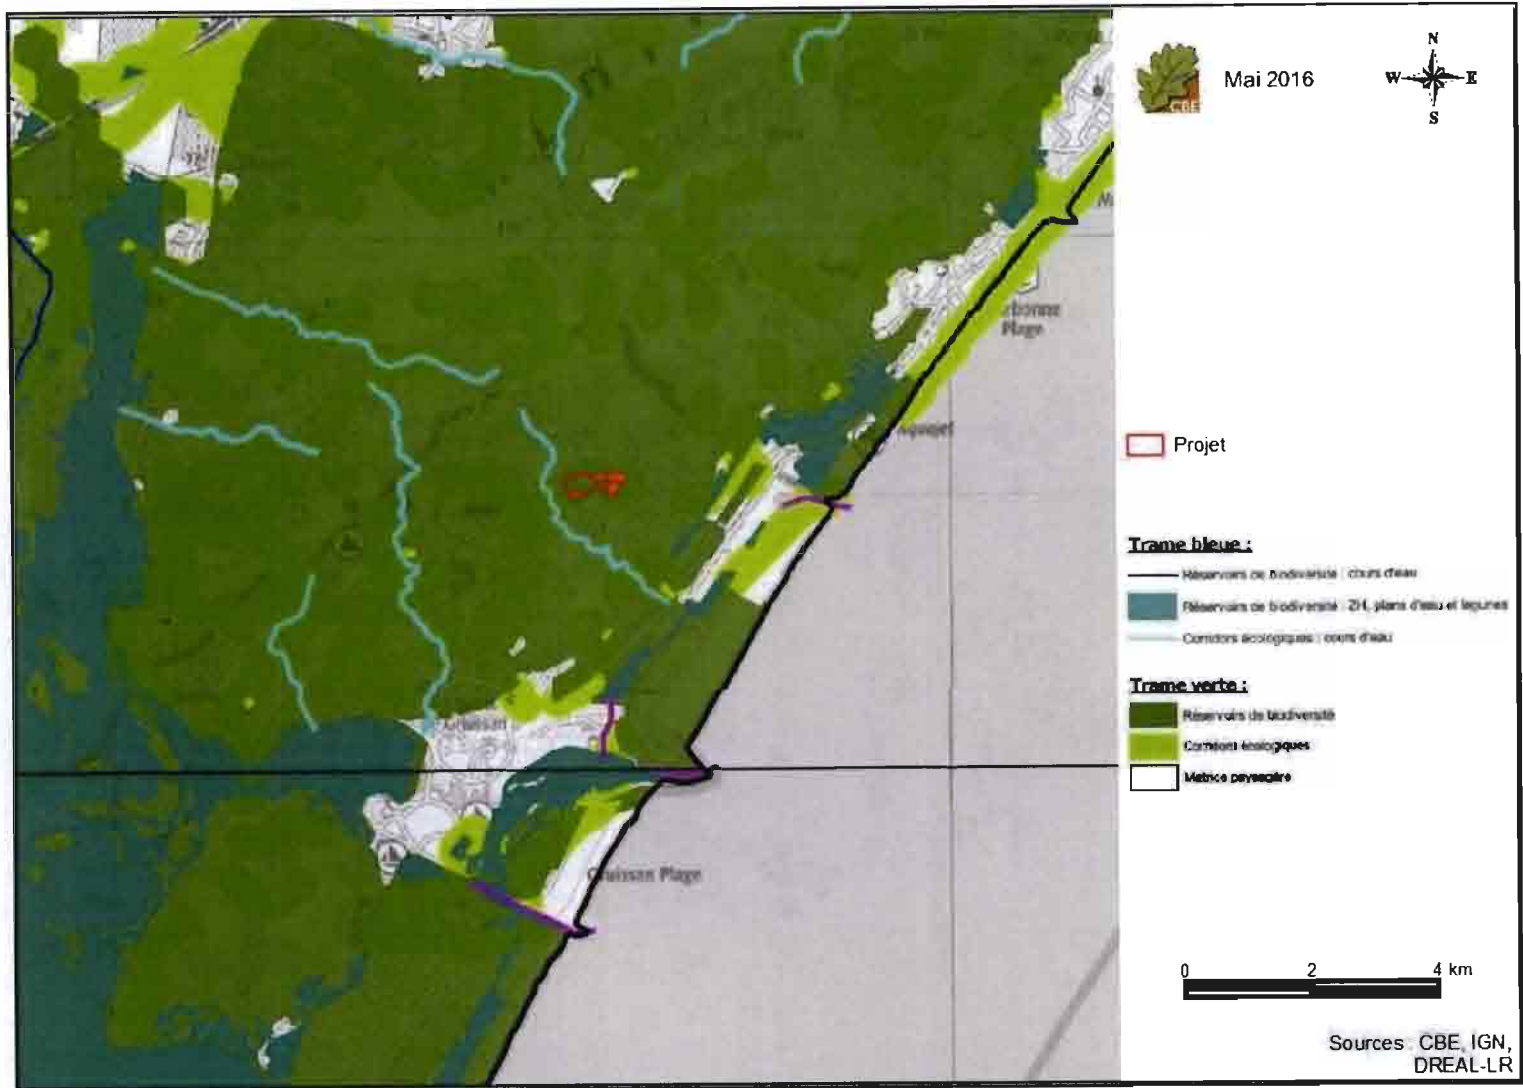 CBE
Mai 2016
N
W
E
S
Plage
Projet
Trame bleue :
Réservoirs de biodiversité : cours d'eau
Réservoirs de biodiversité : ZH, plans d'eau et lagunes
Corridors écologiques : cours d'eau
Trame verte :
Réservoirs de biodiversité
Corridors écologiques
Matrice paysagère
Gruissan
Gruissan Plage
0 2 4 km
Sources : CBE, IGN,
DREAL-LR